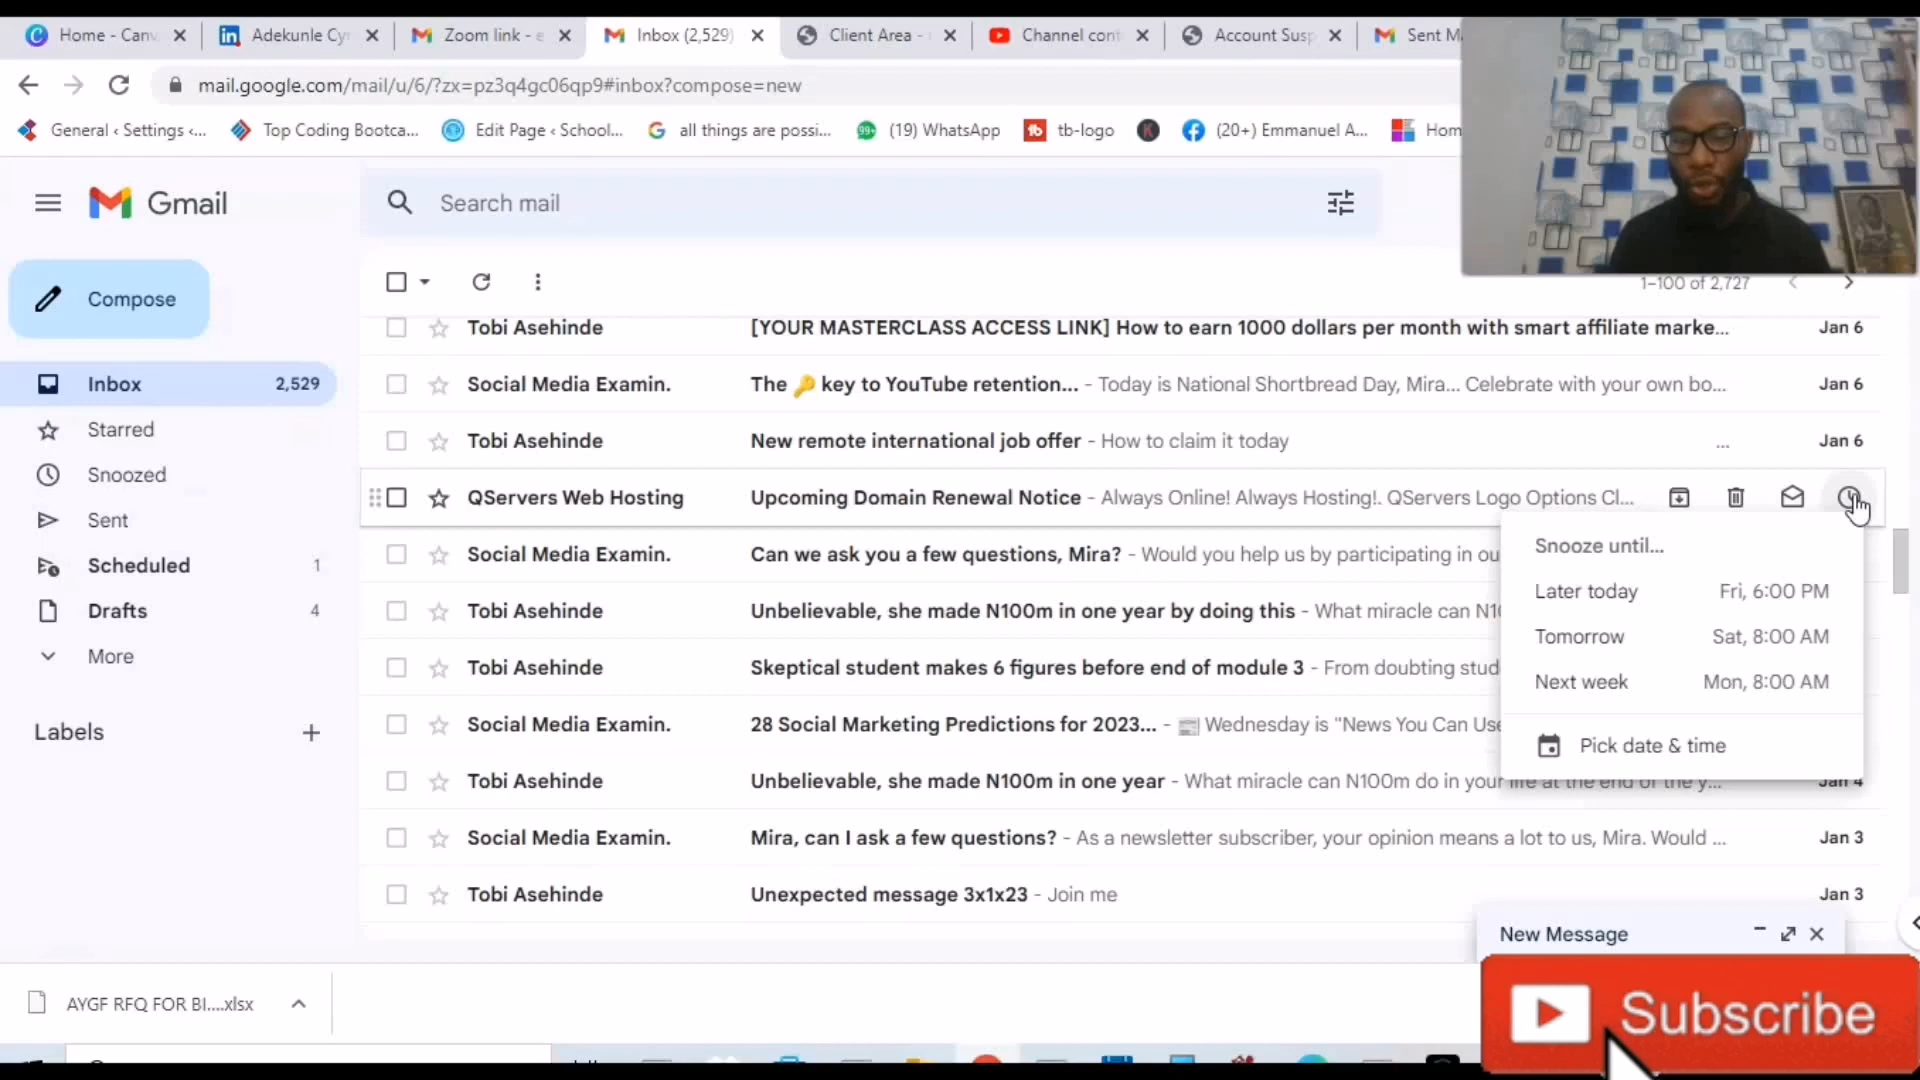 Home - Canv
Adekunle Cyr
Zoom link - e
Inbox (2,529)
Client Area -
Channel cont
Account Susp
Sent M
mail.google.com/mail/u/6/?zx=pz3q4gc06qp9#inbox?compose=new
General ‹ Settings ‹...
Top Coding Bootca...
Edit Page ‹ School...
all things are possi...
99+
(19) WhatsApp
tb-logo
(20+) Emmanuel A...
Hom
Gmail
Search mail
Compose
1–100 of 2,727
Inbox 2,529
Starred
Snoozed
Sent
Scheduled 1
Drafts 4
More
Labels
Tobi Asehinde [YOUR MASTERCLASS ACCESS LINK] How to earn 1000 dollars per month with smart affiliate marke... Jan 6
Social Media Examin. The 🔑 key to YouTube retention... - Today is National Shortbread Day, Mira... Celebrate with your own bo... Jan 6
Tobi Asehinde New remote international job offer - How to claim it today ... Jan 6
QServers Web Hosting Upcoming Domain Renewal Notice - Always Online! Always Hosting!. QServers Logo Options Cl...
Social Media Examin. Can we ask you a few questions, Mira? - Would you help us by participating in ou
Tobi Asehinde Unbelievable, she made N100m in one year by doing this - What miracle can N10
Tobi Asehinde Skeptical student makes 6 figures before end of module 3 - From doubting stud
Social Media Examin. 28 Social Marketing Predictions for 2023... - 📰 Wednesday is "News You Can Use
Tobi Asehinde Unbelievable, she made N100m in one year - What miracle can N100m do in your life at the end of the y... Jan 4
Social Media Examin. Mira, can I ask a few questions? - As a newsletter subscriber, your opinion means a lot to us, Mira. Would ... Jan 3
Tobi Asehinde Unexpected message 3x1x23 - Join me Jan 3
Snooze until...
Later today Fri, 6:00 PM
Tomorrow Sat, 8:00 AM
Next week Mon, 8:00 AM
Pick date & time
New Message
AYGF RFQ FOR BI....xlsx
Subscribe